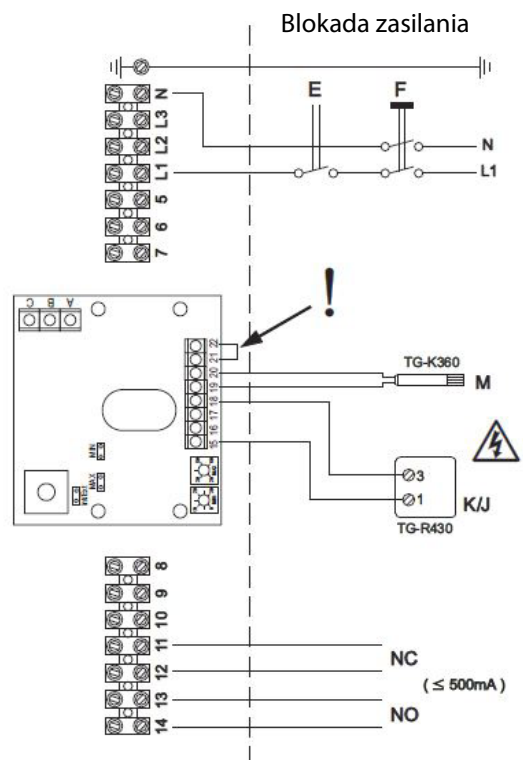 Blokada zasilania
E F
N
L3
L2
L1
5
6
7
N
L1
!
C B A
22
21
20
19
18
17
16
15
MIN
MAX
TG-K360
M
3
1
K/J
TG-R430
8
9
10
11
12
13
14
NC
( ≤ 500mA )
NO